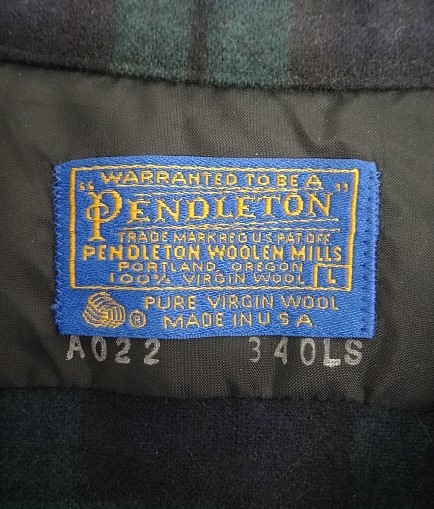 WARRANTED TO BE A
"PENDLETON"
TRADE MARK REG US PAT OFF.
PENDLETON WOOLEN MILLS
PORTLAND, OREGON
100% VIRGIN WOOL L
® PURE VIRGIN WOOL
MADE IN U S A
A022 340LS